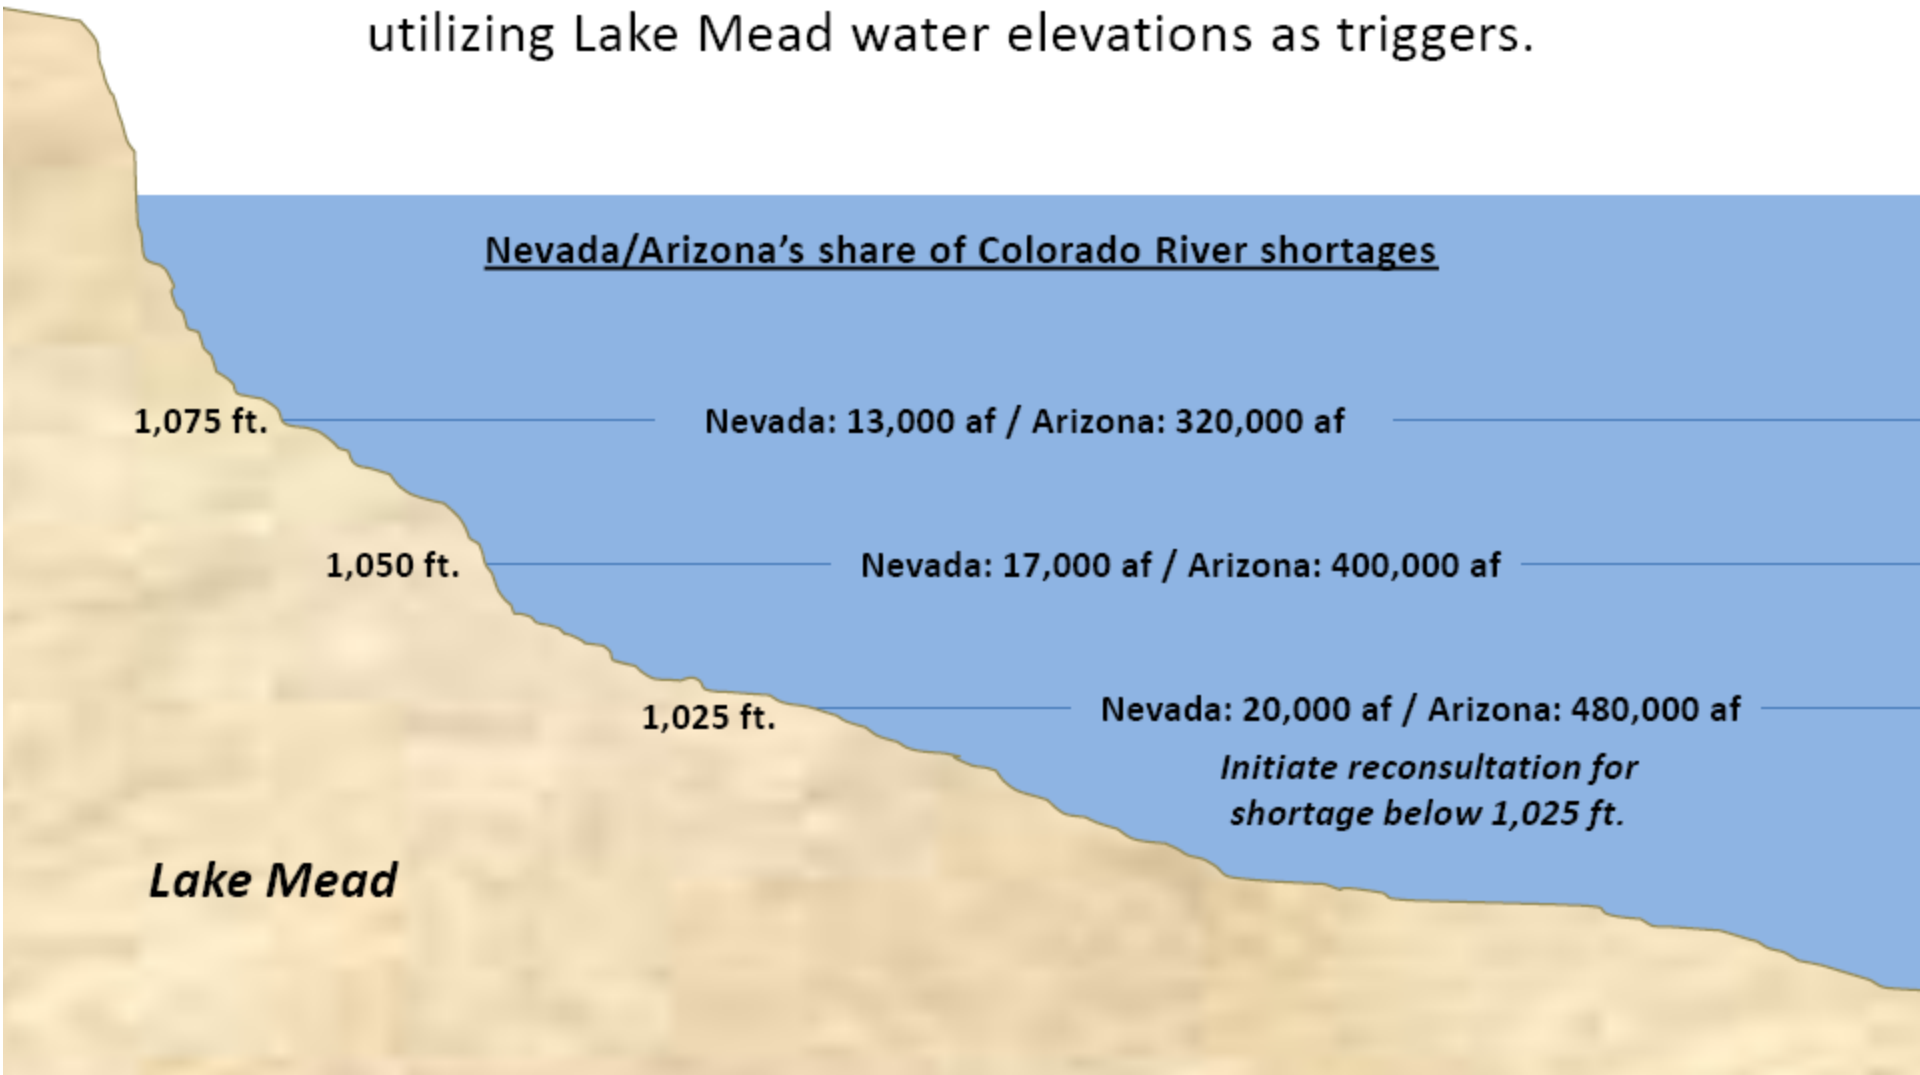 utilizing Lake Mead water elevations as triggers.
Nevada/Arizona’s share of Colorado River shortages
1,075 ft.
Nevada: 13,000 af / Arizona: 320,000 af
1,050 ft.
Nevada: 17,000 af / Arizona: 400,000 af
1,025 ft.
Nevada: 20,000 af / Arizona: 480,000 af
Initiate reconsultation for
shortage below 1,025 ft.
Lake Mead